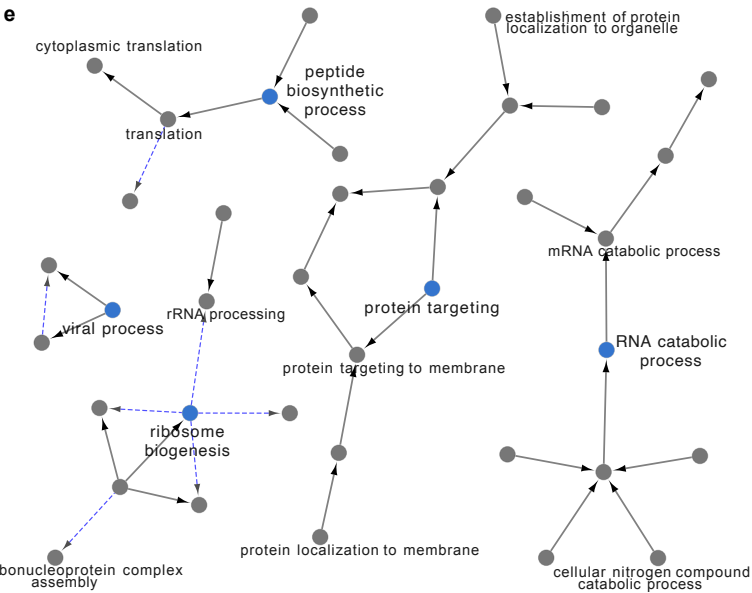 e
establishment of protein
localization to organelle
cytoplasmic translation
peptide
biosynthetic
process
translation
mRNA catabolic process
rRNA processing
protein targeting
viral process
RNA catabolic
process
protein targeting to membrane
ribosome
biogenesis
protein localization to membrane
bonucleoprotein complex
assembly
cellular nitrogen compound
catabolic process